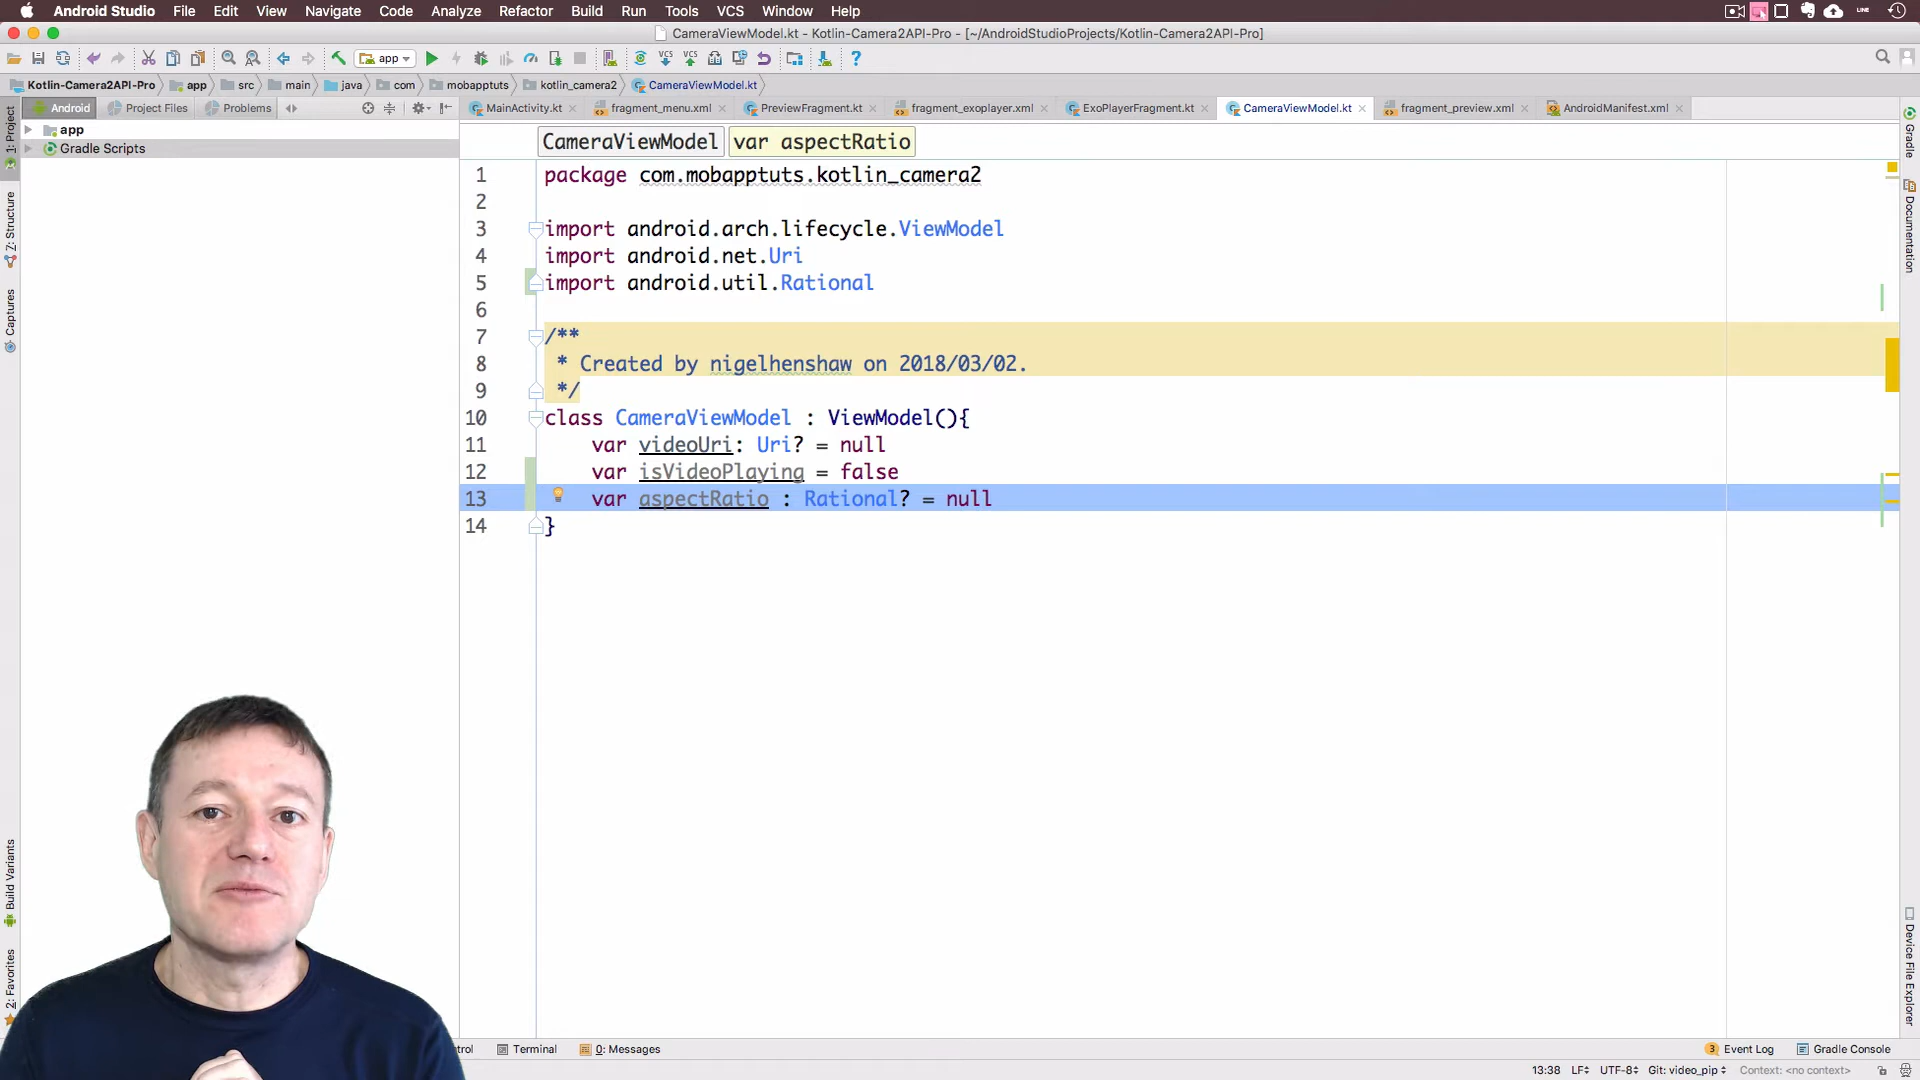 Android Studio File Edit View Navigate Code Analyze Refactor Build Run Tools VCS Window Help
CameraViewModel.kt - Kotlin-Camera2API-Pro - [~/AndroidStudioProjects/Kotlin-Camera2API-Pro]
app
Kotlin-Camera2API-Pro app src main java com mobapptuts kotlin_camera2 CameraViewModel.kt
Android Project Files Problems
MainActivity.kt fragment_menu.xml PreviewFragment.kt fragment_exoplayer.xml ExoPlayerFragment.kt CameraViewModel.kt fragment_preview.xml AndroidManifest.xml
app
Gradle Scripts
CameraViewModel var aspectRatio
1 package com.mobapptuts.kotlin_camera2
2
3 import android.arch.lifecycle.ViewModel
4 import android.net.Uri
5 import android.util.Rational
6
7 /**
8 * Created by nigelhenshaw on 2018/03/02.
9 */
10 class CameraViewModel : ViewModel(){
11 var videoUri: Uri? = null
12 var isVideoPlaying = false
13 var aspectRatio : Rational? = null
14 }
1: Project
7: Structure
Captures
Build Variants
2: Favorites
Gradle
Documentation
Device File Explorer
trol Terminal 0: Messages
3 Event Log Gradle Console
13:38 LF UTF-8 Git: video_pip Context: <no context>